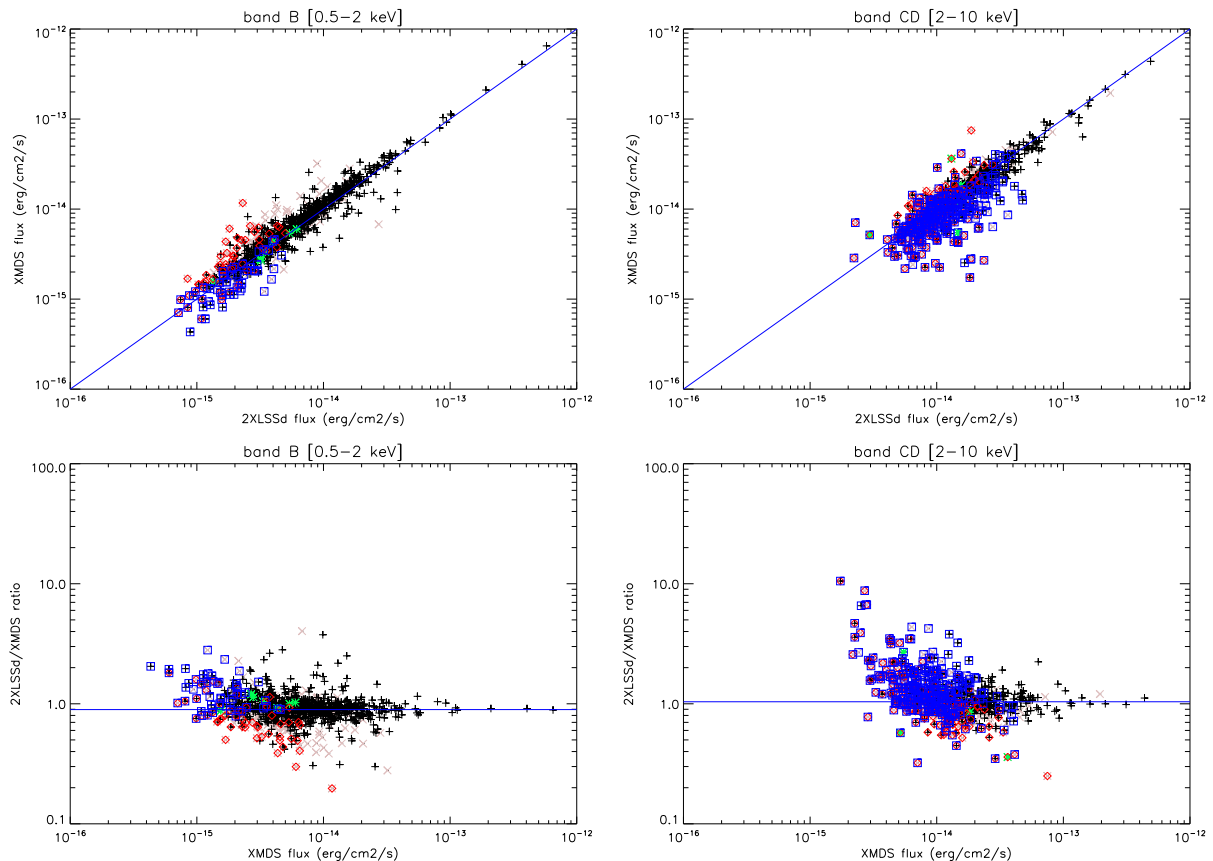 band B [0.5−2 keV]
band CD [2−10 keV]
XMDS flux (erg/cm2/s)
10−12
10−13
10−14
10−15
10−16
10−16 10−15 10−14 10−13 10−12
2XLSSd flux (erg/cm2/s)
XMDS flux (erg/cm2/s)
10−12
10−13
10−14
10−15
10−16
10−16 10−15 10−14 10−13 10−12
2XLSSd flux (erg/cm2/s)
band B [0.5−2 keV]
band CD [2−10 keV]
2XLSSd/XMDS ratio
100.0
10.0
1.0
0.1
10−16 10−15 10−14 10−13 10−12
XMDS flux (erg/cm2/s)
2XLSSd/XMDS ratio
100.0
10.0
1.0
0.1
10−16 10−15 10−14 10−13 10−12
XMDS flux (erg/cm2/s)